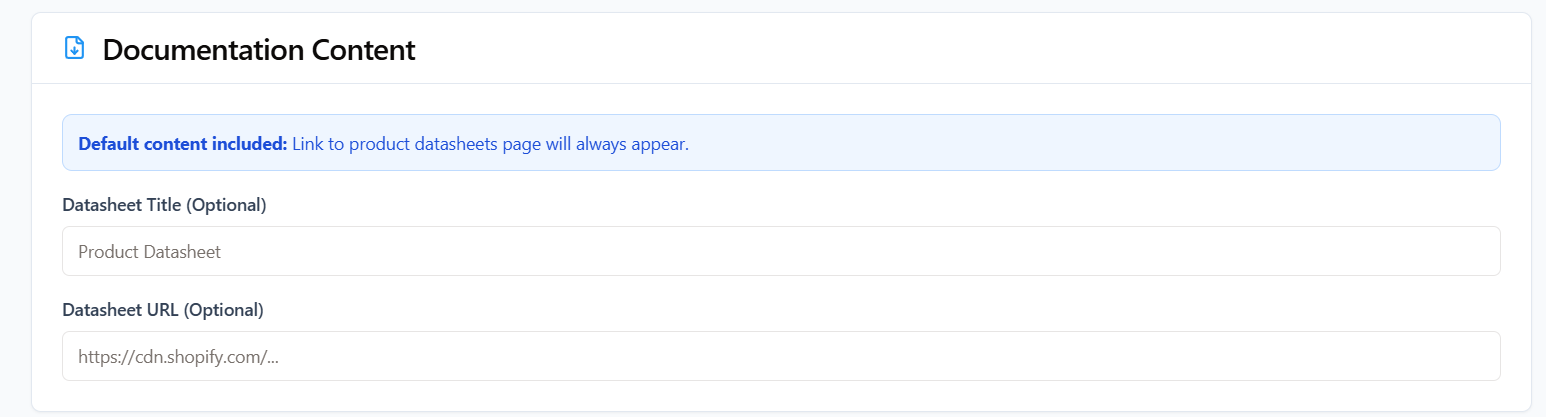 Documentation Content
Default content included: Link to product datasheets page will always appear.
Datasheet Title (Optional)
Product Datasheet
Datasheet URL (Optional)
https://cdn.shopify.com/...